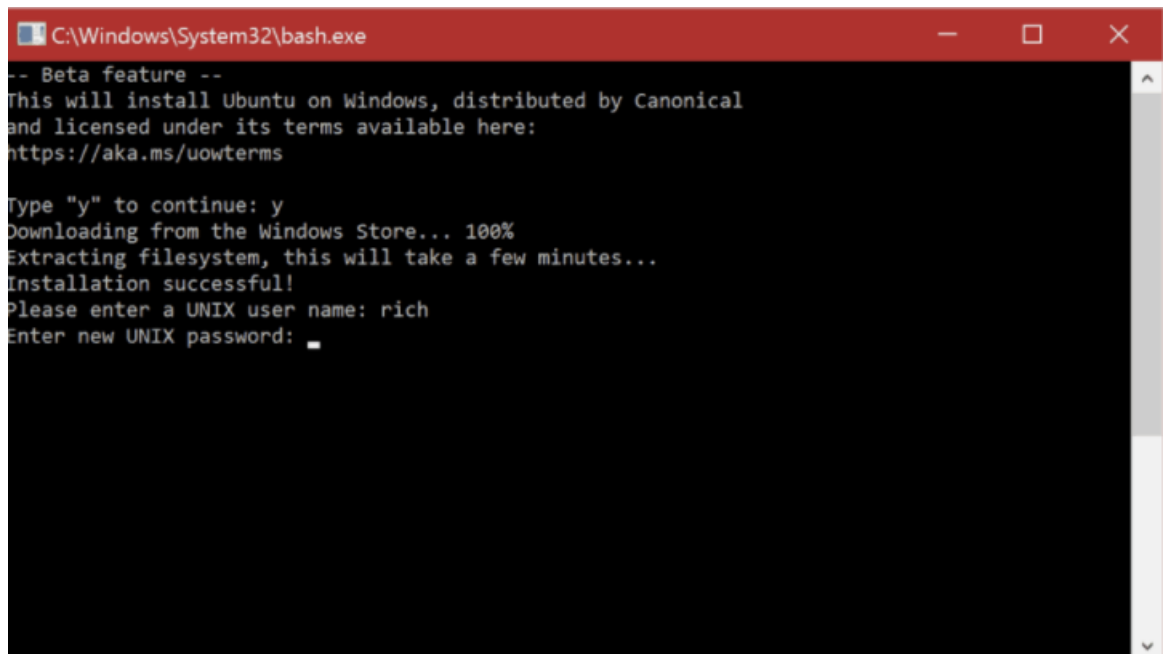 C:\Windows\System32\bash.exe
-- Beta feature --
This will install Ubuntu on Windows, distributed by Canonical
and licensed under its terms available here:
https://aka.ms/uowterms
Type "y" to continue: y
Downloading from the Windows Store... 100%
Extracting filesystem, this will take a few minutes...
Installation successful!
Please enter a UNIX user name: rich
Enter new UNIX password: